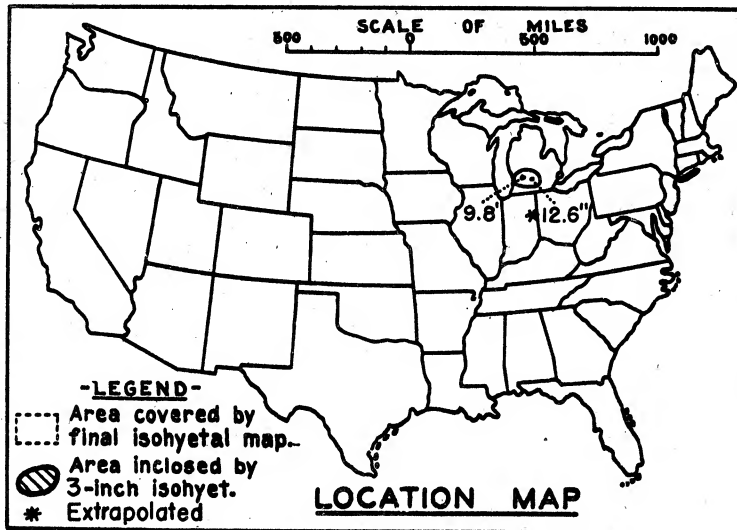 SCALE OF MILES
500 0 500 1000
9.8' *12.6"
-LEGEND-
Area covered by
final isohyetal map.
Area inclosed by
3-inch isohyet.
* Extrapolated
LOCATION MAP